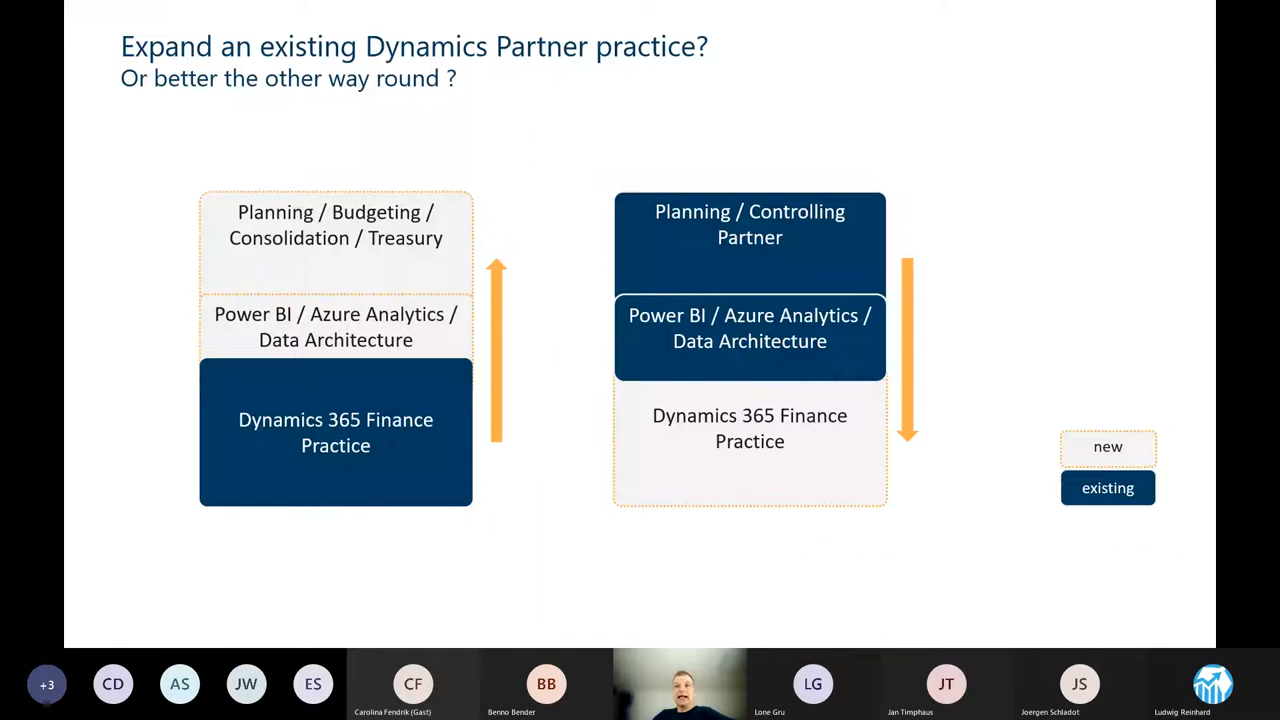 Expand an existing Dynamics Partner practice?
Or better the other way round ?
Planning / Budgeting /
Consolidation / Treasury
Power BI / Azure Analytics /
Data Architecture
Dynamics 365 Finance
Practice
Planning / Controlling
Partner
Power BI / Azure Analytics /
Data Architecture
Dynamics 365 Finance
Practice
new
existing
+3
CD
AS
JW
ES
CF
BB
LG
JT
JS
Carolina Fendrik (Gast)
Benno Bender
Lone Gru
Jan Timphaus
Joergen Schladot
Ludwig Reinhard